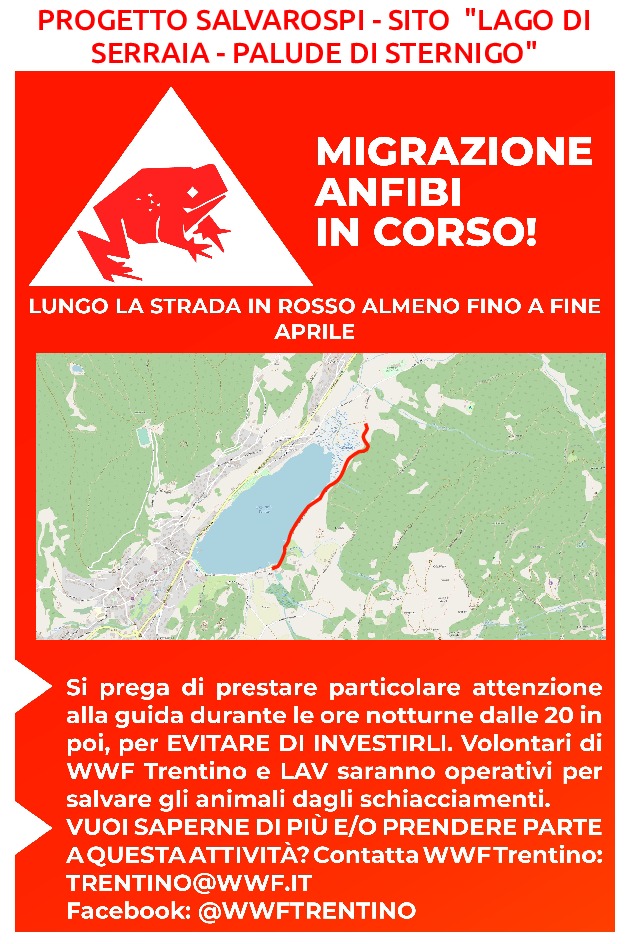 PROGETTO SALVAROSPI - SITO "LAGO DI
SERRAIA - PALUDE DI STERNIGO"
MIGRAZIONE
ANFIBI
IN CORSO!
LUNGO LA STRADA IN ROSSO ALMENO FINO A FINE
APRILE
Si prega di prestare particolare attenzione
alla guida durante le ore notturne dalle 20 in
poi, per EVITARE DI INVESTIRLI. Volontari di
WWF Trentino e LAV saranno operativi per
salvare gli animali dagli schiacciamenti.
VUOI SAPERNE DI PIÙ E/O PRENDERE PARTE
A QUESTA ATTIVITÀ? Contatta WWF Trentino:
TRENTINO@WWF.IT
Facebook: @WWFTRENTINO